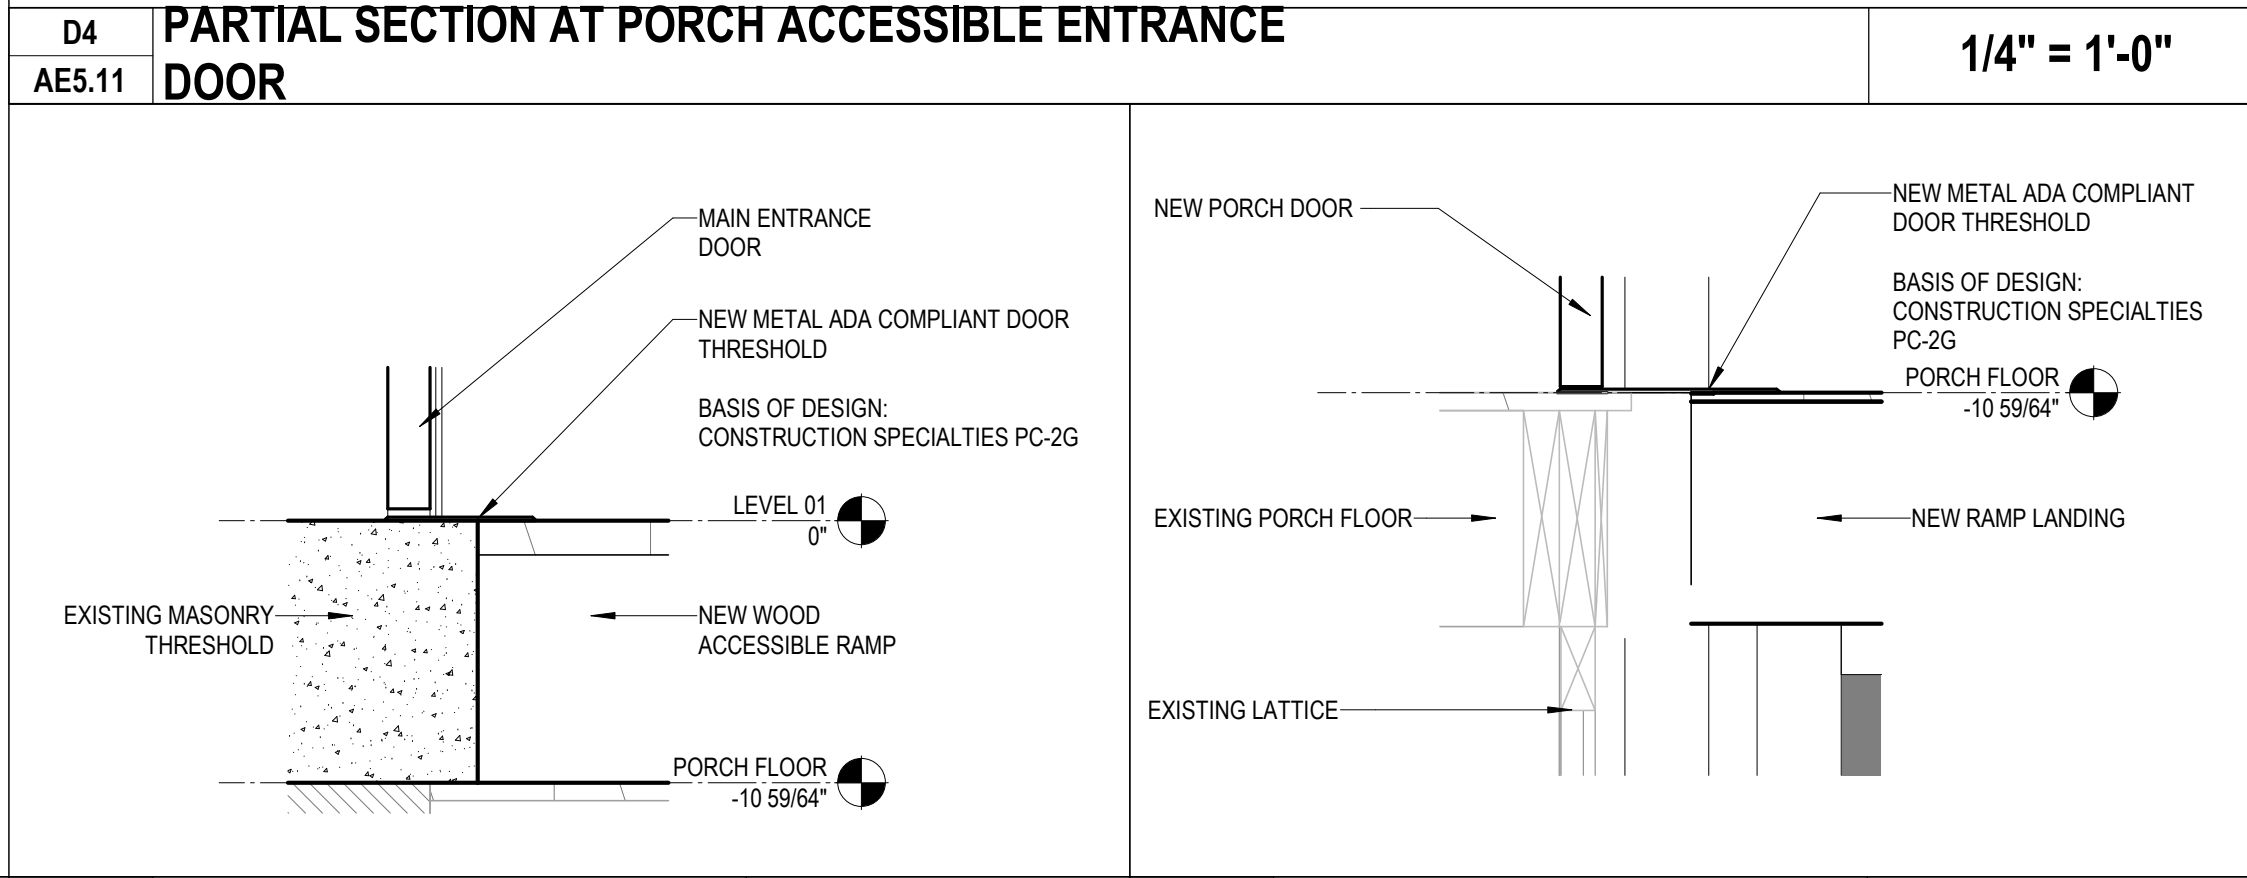 D4
AE5.11
PARTIAL SECTION AT PORCH ACCESSIBLE ENTRANCE
DOOR
1/4" = 1'-0"
MAIN ENTRANCE
DOOR
NEW METAL ADA COMPLIANT DOOR
THRESHOLD
BASIS OF DESIGN:
CONSTRUCTION SPECIALTIES PC-2G
LEVEL 01
0"
EXISTING MASONRY
THRESHOLD
NEW WOOD
ACCESSIBLE RAMP
PORCH FLOOR
-10 59/64"
NEW PORCH DOOR
NEW METAL ADA COMPLIANT
DOOR THRESHOLD
BASIS OF DESIGN:
CONSTRUCTION SPECIALTIES
PC-2G
PORCH FLOOR
-10 59/64"
EXISTING PORCH FLOOR
NEW RAMP LANDING
EXISTING LATTICE